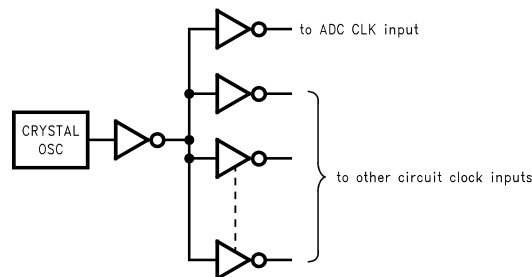 to ADC CLK input
CRYSTAL
OSC
to other circuit clock inputs